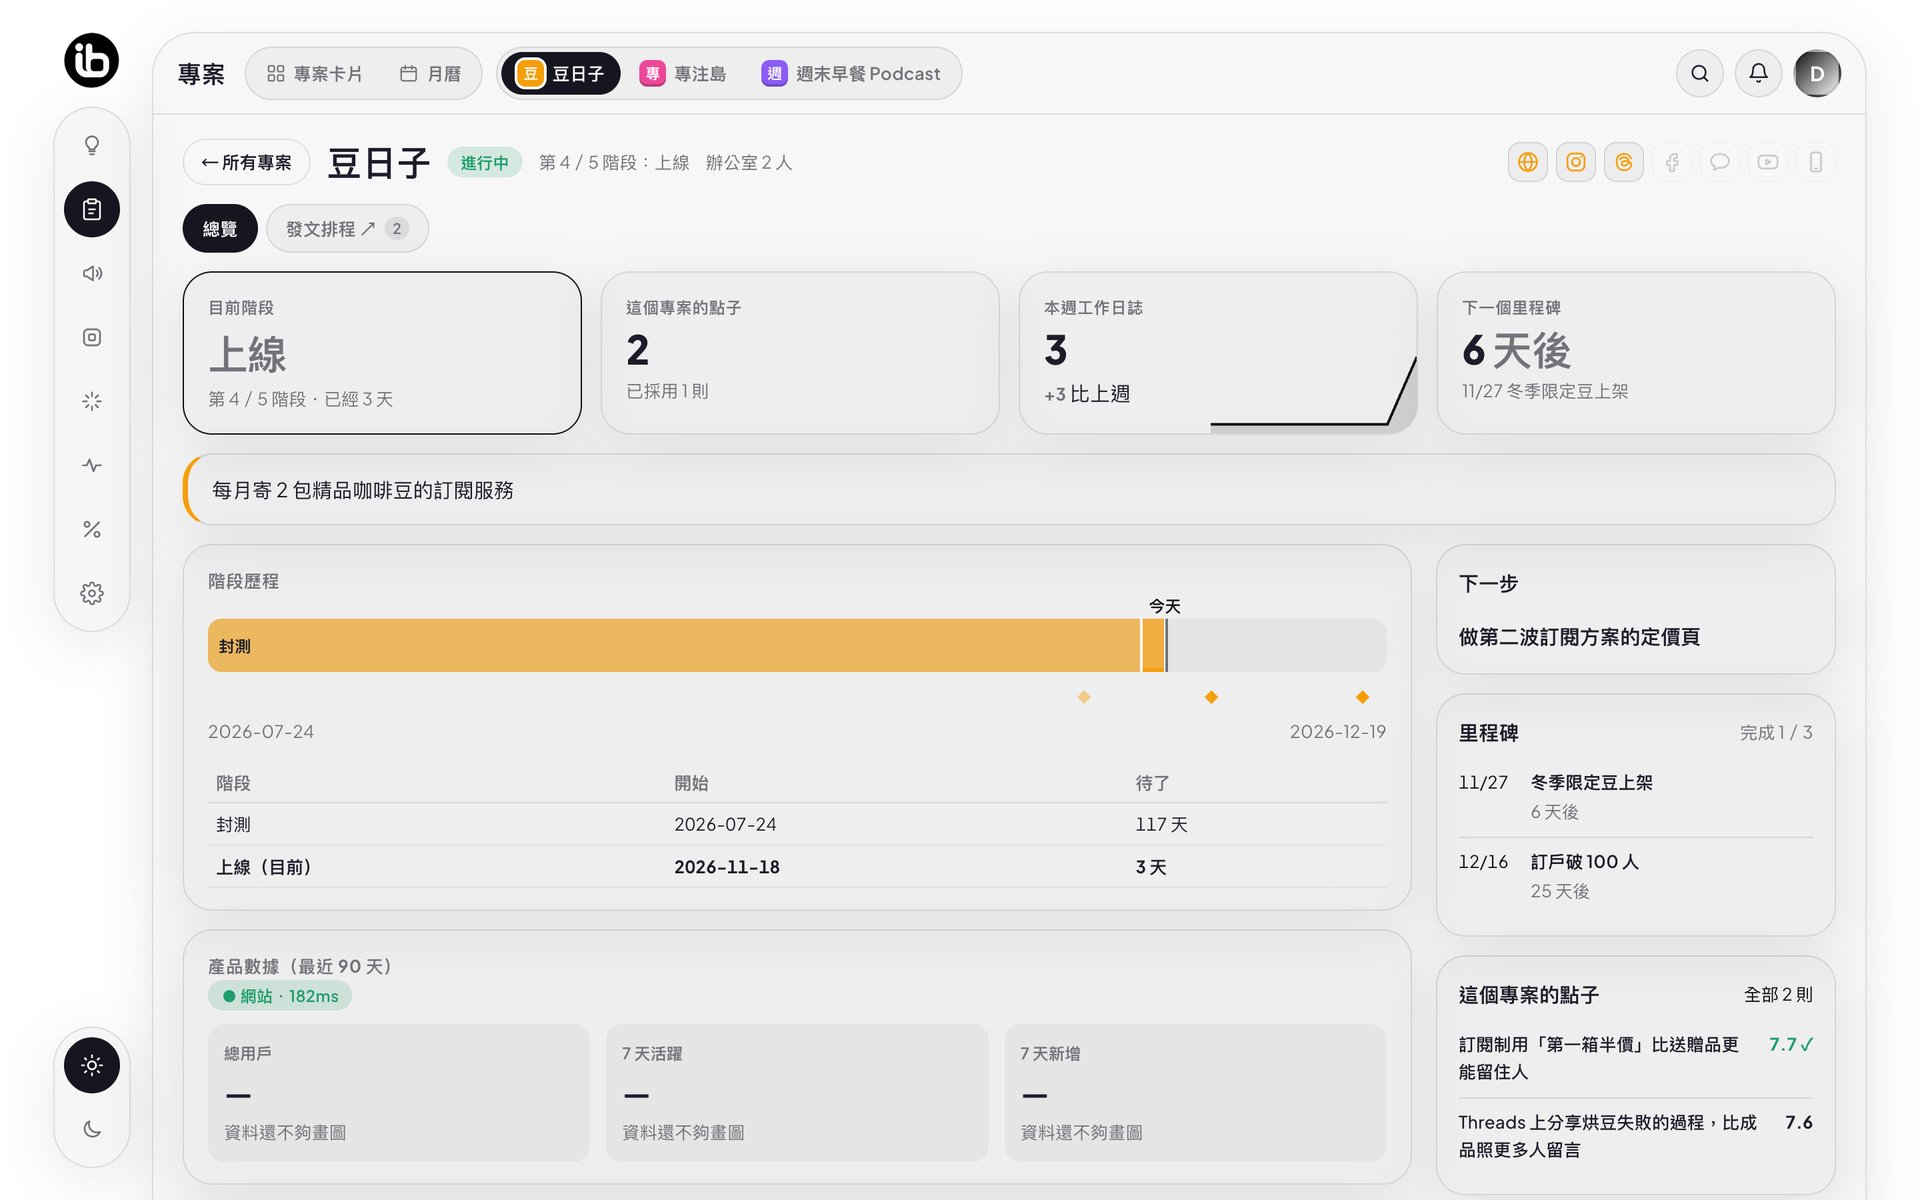 ib
專案
專案卡片
月曆
豆 豆日子
專 專注島
週 週末早餐 Podcast
D
← 所有專案
豆日子
進行中
第 4 / 5 階段：上線
辦公室 2 人
總覽
發文排程 ↗ 2
目前階段
上線
第 4 / 5 階段 · 已經 3 天
這個專案的點子
2
已採用 1 則
本週工作日誌
3
+3 比上週
下一個里程碑
6 天後
11/27 冬季限定豆上架
每月寄 2 包精品咖啡豆的訂閱服務
階段歷程
今天
封測
2026-07-24
2026-12-19
階段 開始 待了
封測 2026-07-24 117 天
上線（目前） 2026-11-18 3 天
下一步
做第二波訂閱方案的定價頁
里程碑
完成 1 / 3
11/27 冬季限定豆上架
6 天後
12/16 訂戶破 100 人
25 天後
產品數據（最近 90 天）
網站 · 182ms
總用戶
—
資料還不夠畫圖
7 天活躍
—
資料還不夠畫圖
7 天新增
—
資料還不夠畫圖
這個專案的點子
全部 2 則
訂閱制用「第一箱半價」比送贈品更
能留住人
7.7 ✓
Threads 上分享烘豆失敗的過程，比成
品照更多人留言
7.6